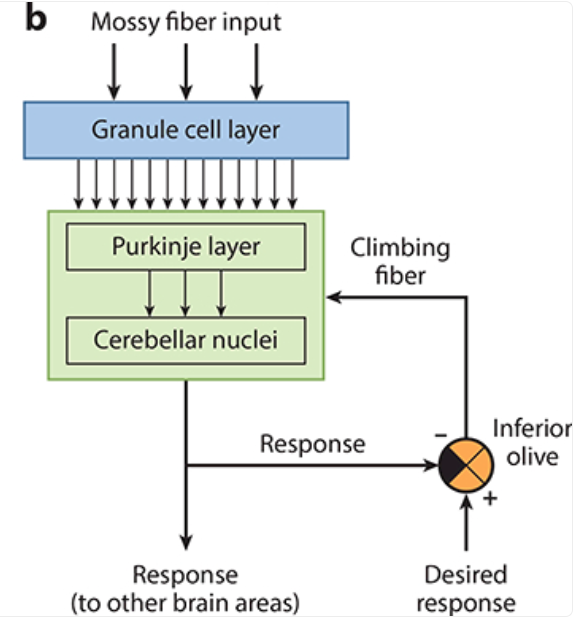 b
Mossy fiber input
Granule cell layer
Purkinje layer
Climbing
fiber
Cerebellar nuclei
Response
−
Inferior
olive
+
Response
(to other brain areas)
Desired
response